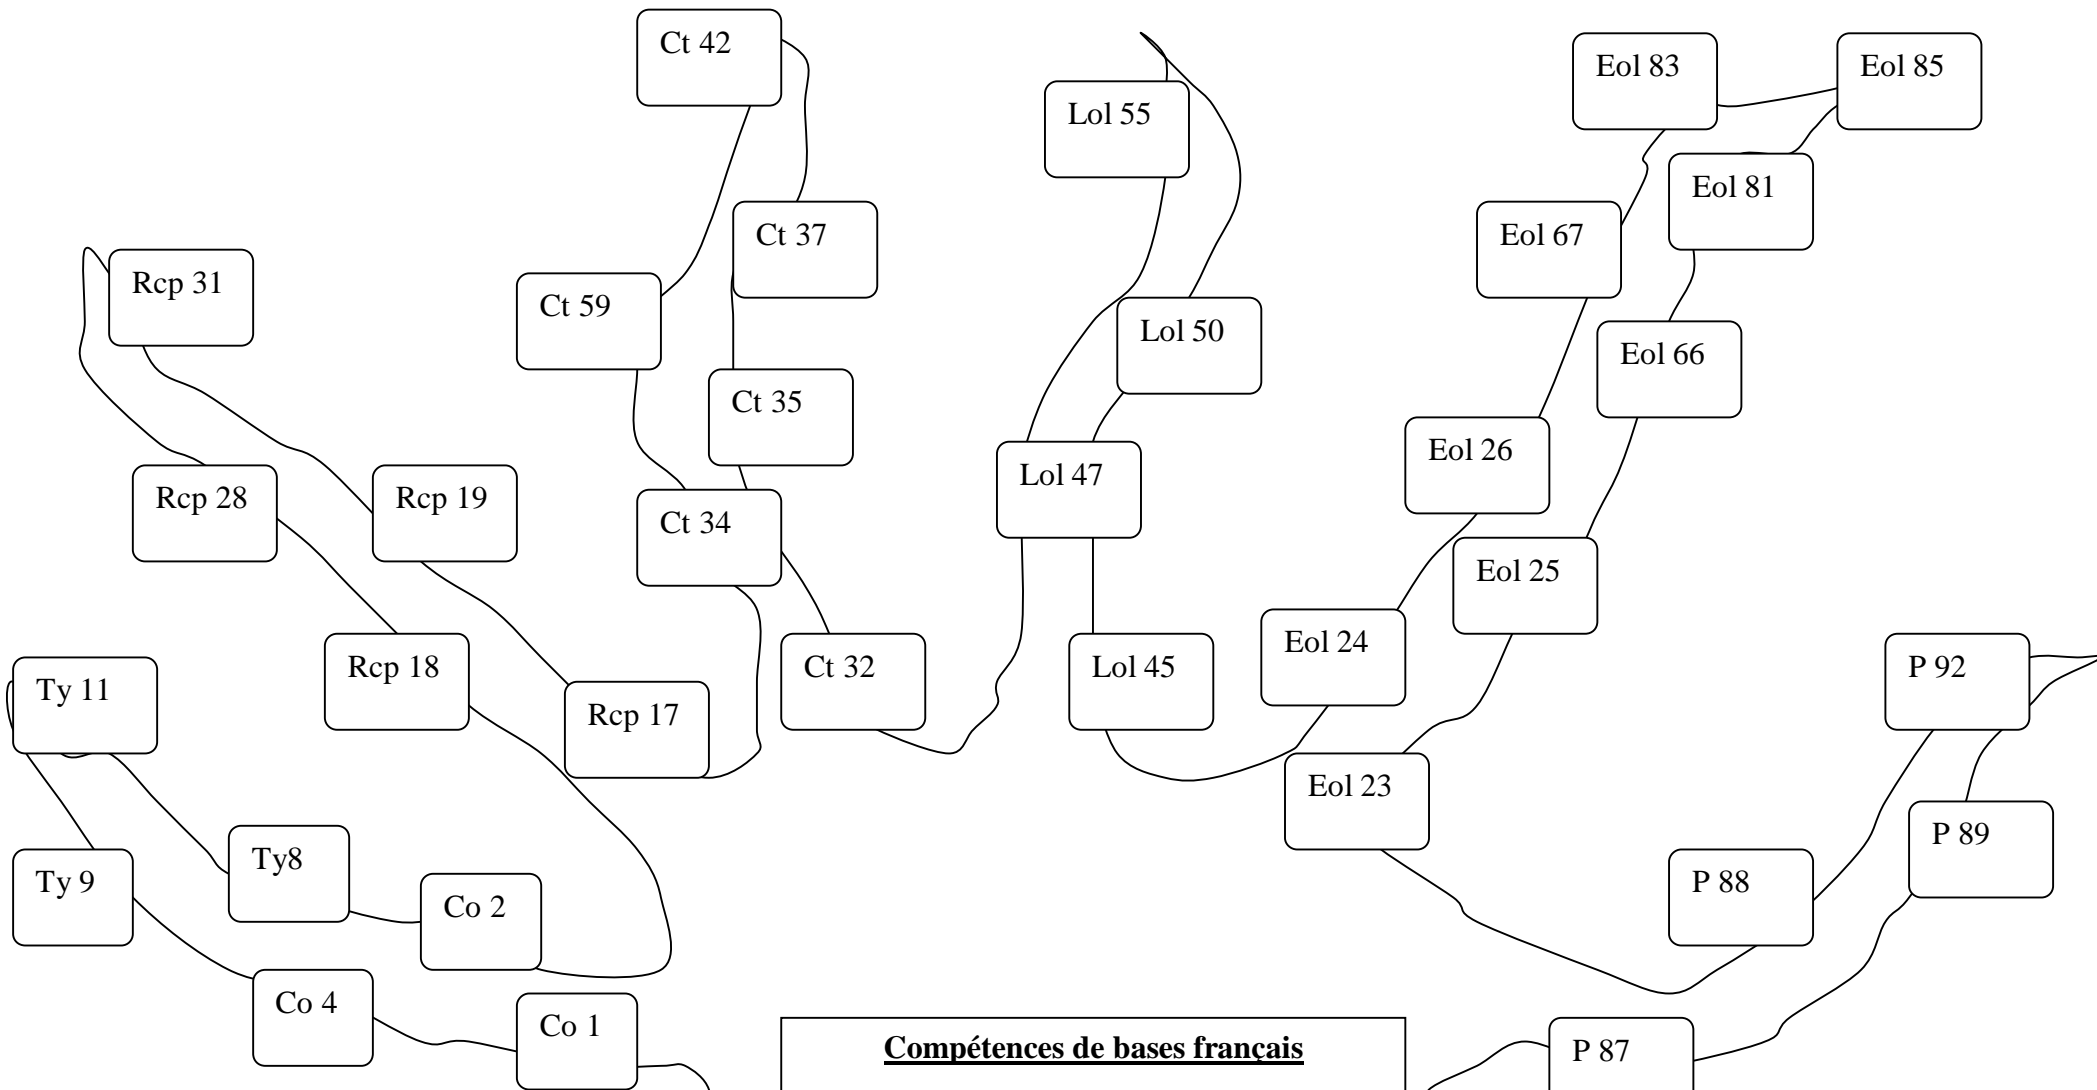 Ct 42
Eol 83
Eol 85
Lol 55
Eol 81
Eol 67
Ct 37
Rcp 31
Ct 59
Lol 50
Eol 66
Ct 35
Eol 26
Lol 47
Rcp 28
Rcp 19
Ct 34
Eol 25
Eol 24
Rcp 18
Ct 32
Lol 45
P 92
Ty 11
Rcp 17
Eol 23
P 89
Ty8
Ty 9
P 88
Co 2
Co 4
Co 1
Compétences de bases français
P 87